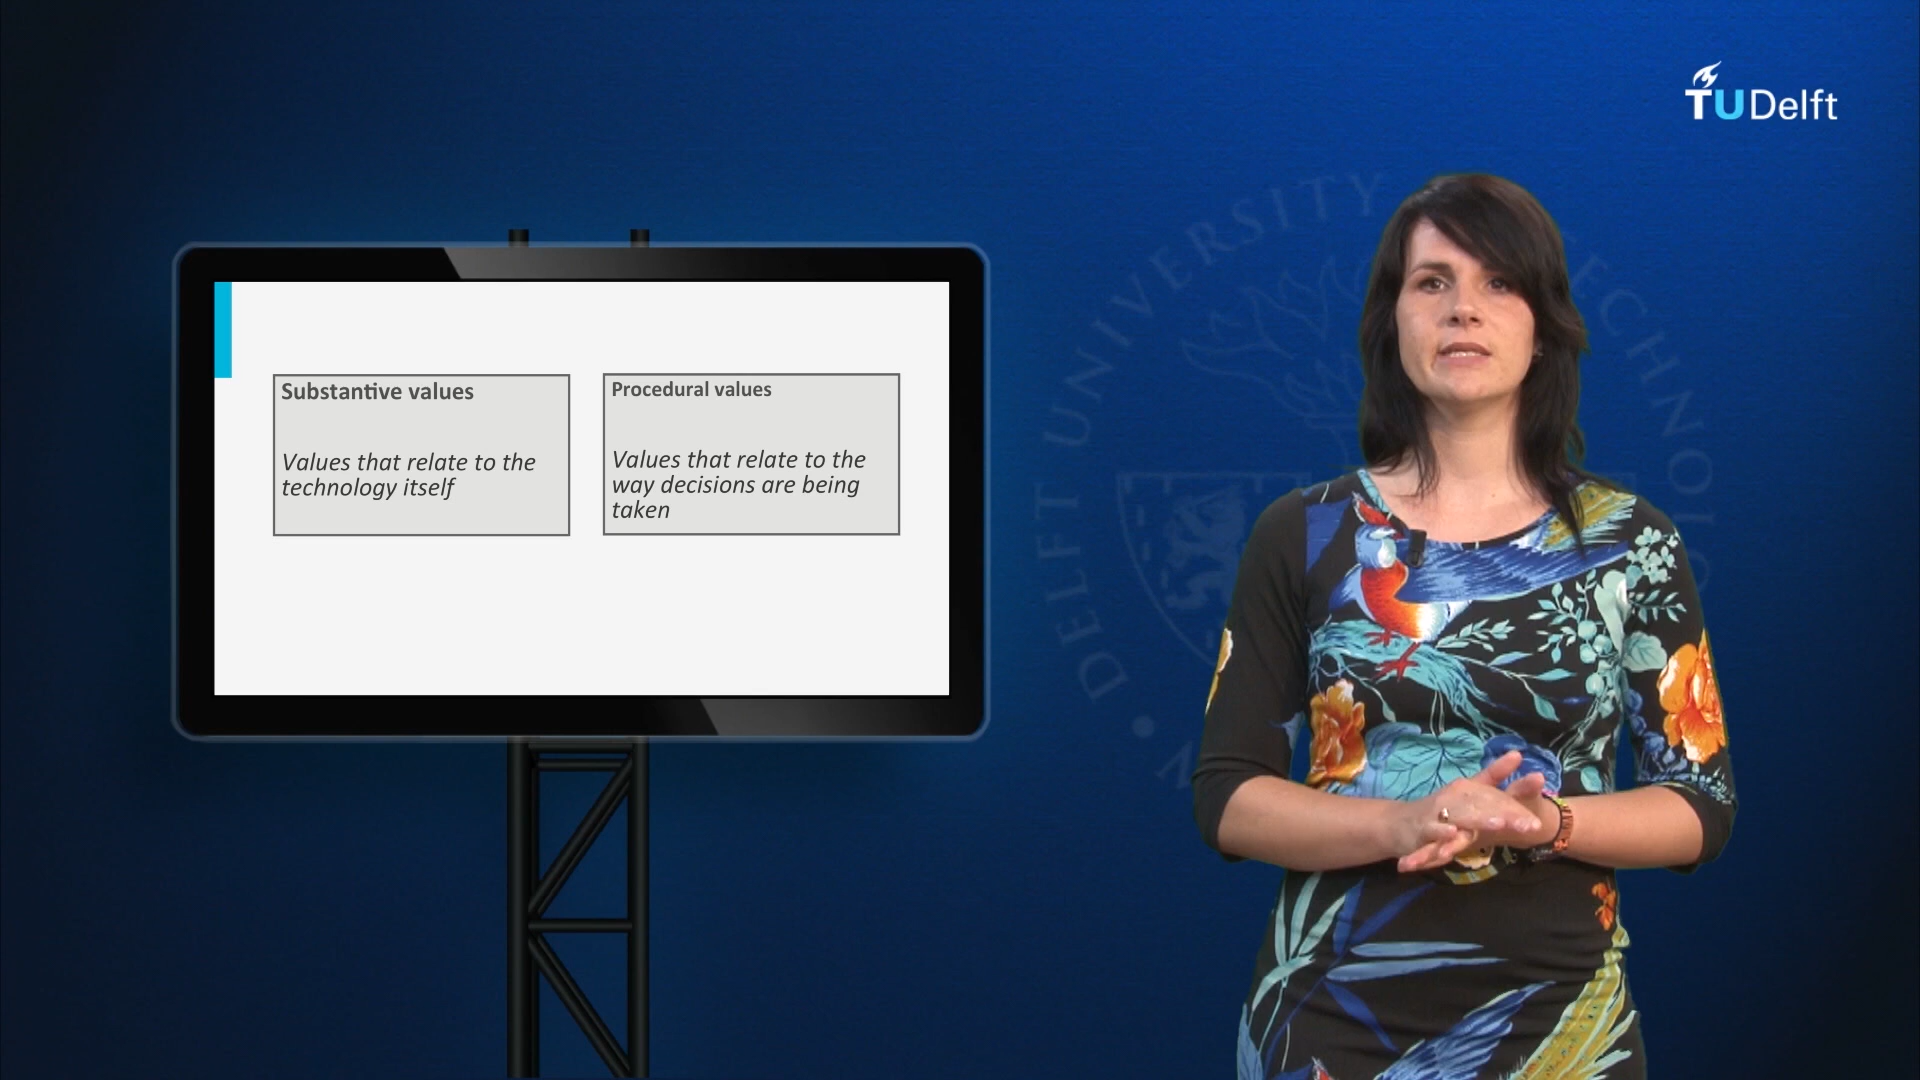 TUDelft
Substantive values
Values that relate to the
technology itself
Procedural values
Values that relate to the
way decisions are being
taken
DELFT UNIVERSITY